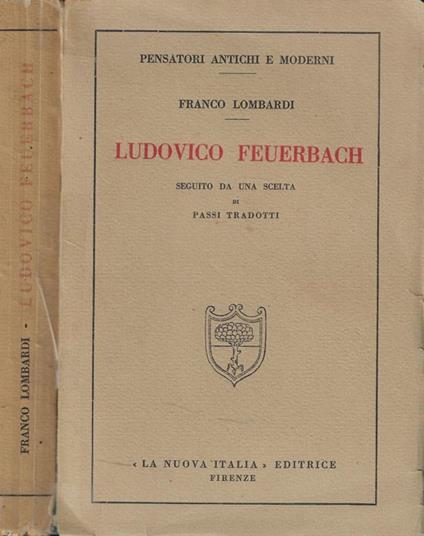 FRANCO LOMBARDI - LUDOVICO FEUERBACH
PENSATORI ANTICHI E MODERNI
FRANCO LOMBARDI
LUDOVICO FEUERBACH
SEGUITO DA UNA SCELTA
DI
PASSI TRADOTTI
« LA NUOVA ITALIA » EDITRICE
FIRENZE